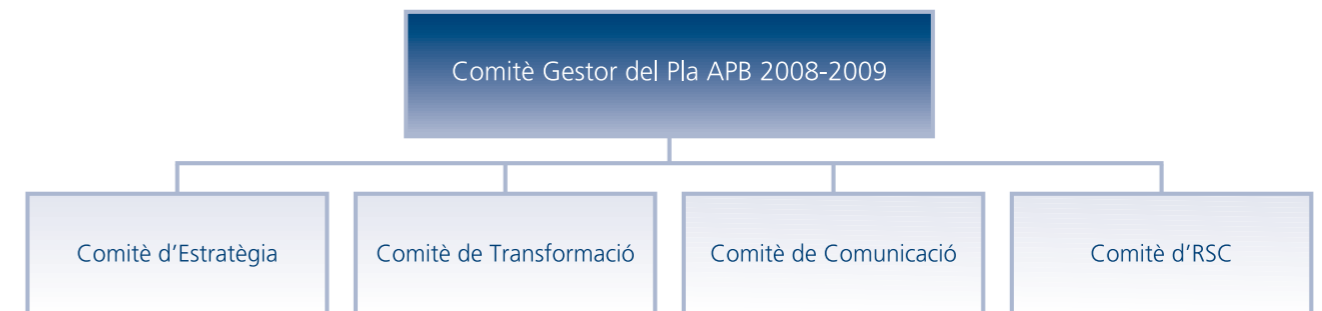 Comitè Gestor del Pla APB 2008-2009
Comitè d’Estratègia
Comitè de Transformació
Comitè de Comunicació
Comitè d’RSC